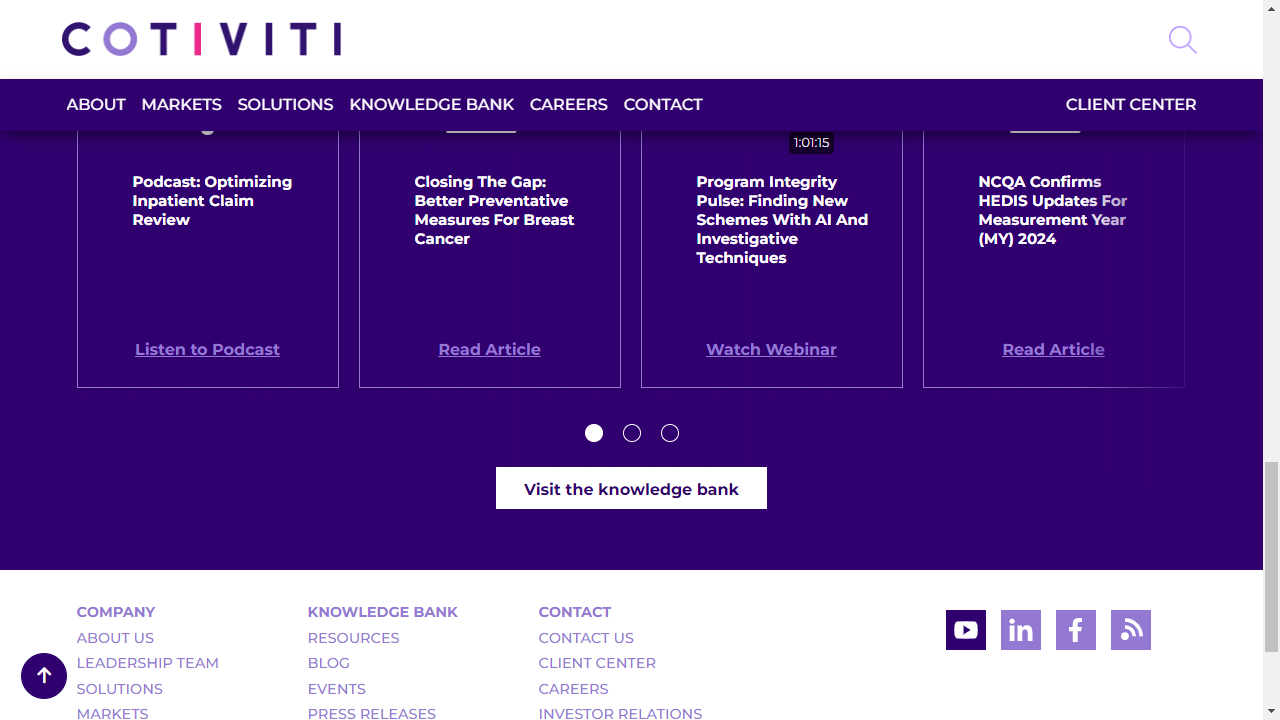 COTIVITI
ABOUT MARKETS SOLUTIONS KNOWLEDGE BANK CAREERS CONTACT CLIENT CENTER
1:01:15
Podcast: Optimizing
Inpatient Claim
Review
Listen to Podcast
Closing The Gap:
Better Preventative
Measures For Breast
Cancer
Read Article
Program Integrity
Pulse: Finding New
Schemes With AI And
Investigative
Techniques
Watch Webinar
NCQA Confirms
HEDIS Updates For
Measurement Year
(MY) 2024
Read Article
Visit the knowledge bank
COMPANY
ABOUT US
LEADERSHIP TEAM
SOLUTIONS
MARKETS
KNOWLEDGE BANK
RESOURCES
BLOG
EVENTS
PRESS RELEASES
CONTACT
CONTACT US
CLIENT CENTER
CAREERS
INVESTOR RELATIONS